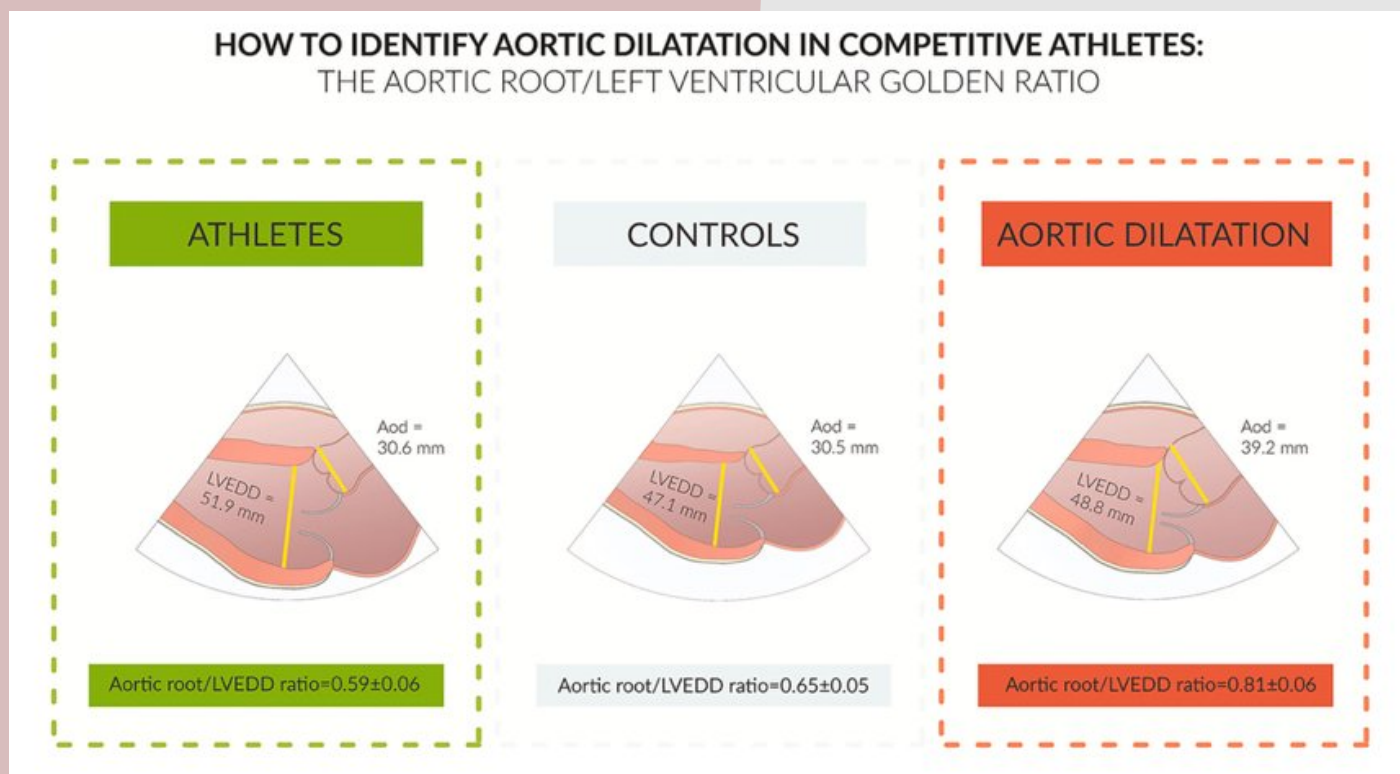 HOW TO IDENTIFY AORTIC DILATATION IN COMPETITIVE ATHLETES:
THE AORTIC ROOT/LEFT VENTRICULAR GOLDEN RATIO
ATHLETES
Aod =
30.6 mm
LVEDD =
51.9 mm
Aortic root/LVEDD ratio=0.59±0.06
CONTROLS
Aod =
30.5 mm
LVEDD =
47.1 mm
Aortic root/LVEDD ratio=0.65±0.05
AORTIC DILATATION
Aod =
39.2 mm
LVEDD =
48.8 mm
Aortic root/LVEDD ratio=0.81±0.06